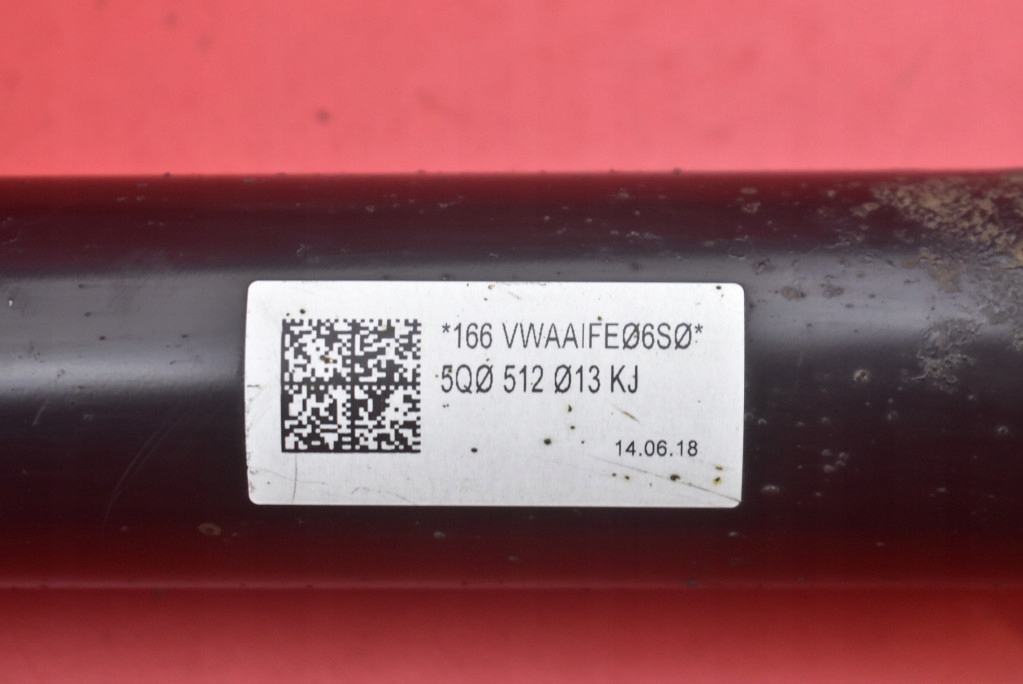 *166 VWAAIFEØ6SØ*
5QØ 512 Ø13 KJ
14.06.18